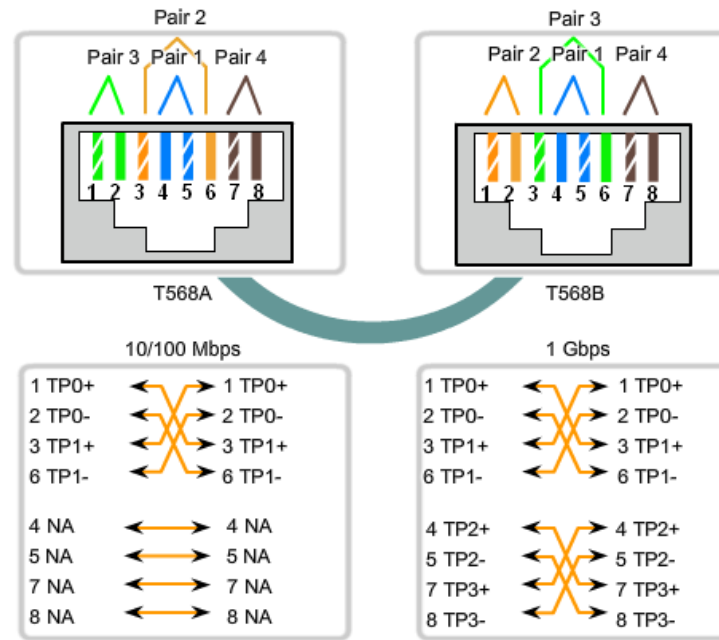 Pair 2
Pair 3 Pair 1 Pair 4
1 2 3 4 5 6 7 8
T568A
Pair 3
Pair 2 Pair 1 Pair 4
1 2 3 4 5 6 7 8
T568B
10/100 Mbps
1 TP0+ 1 TP0+
2 TP0- 2 TP0-
3 TP1+ 3 TP1+
6 TP1- 6 TP1-
4 NA 4 NA
5 NA 5 NA
7 NA 7 NA
8 NA 8 NA
1 Gbps
1 TP0+ 1 TP0+
2 TP0- 2 TP0-
3 TP1+ 3 TP1+
6 TP1- 6 TP1-
4 TP2+ 4 TP2+
5 TP2- 5 TP2-
7 TP3+ 7 TP3+
8 TP3- 8 TP3-